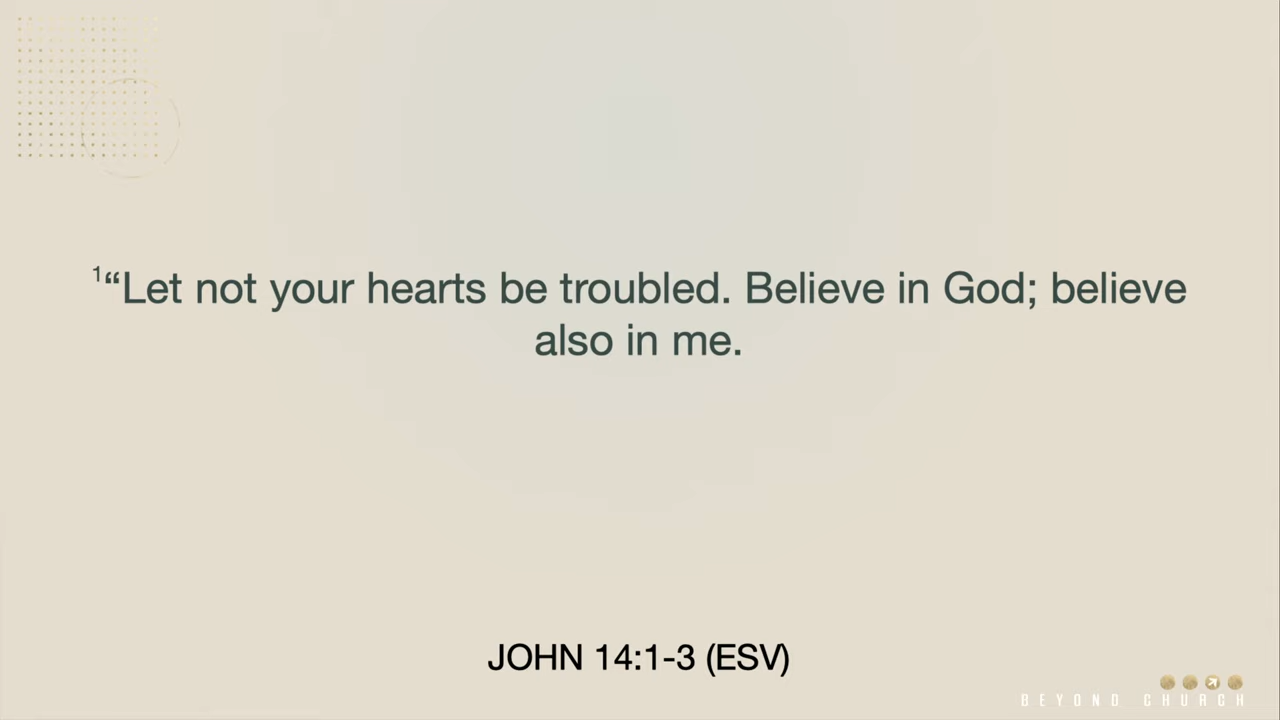 ¹“Let not your hearts be troubled. Believe in God; believe
also in me.
JOHN 14:1-3 (ESV)
BEYOND CHURCH